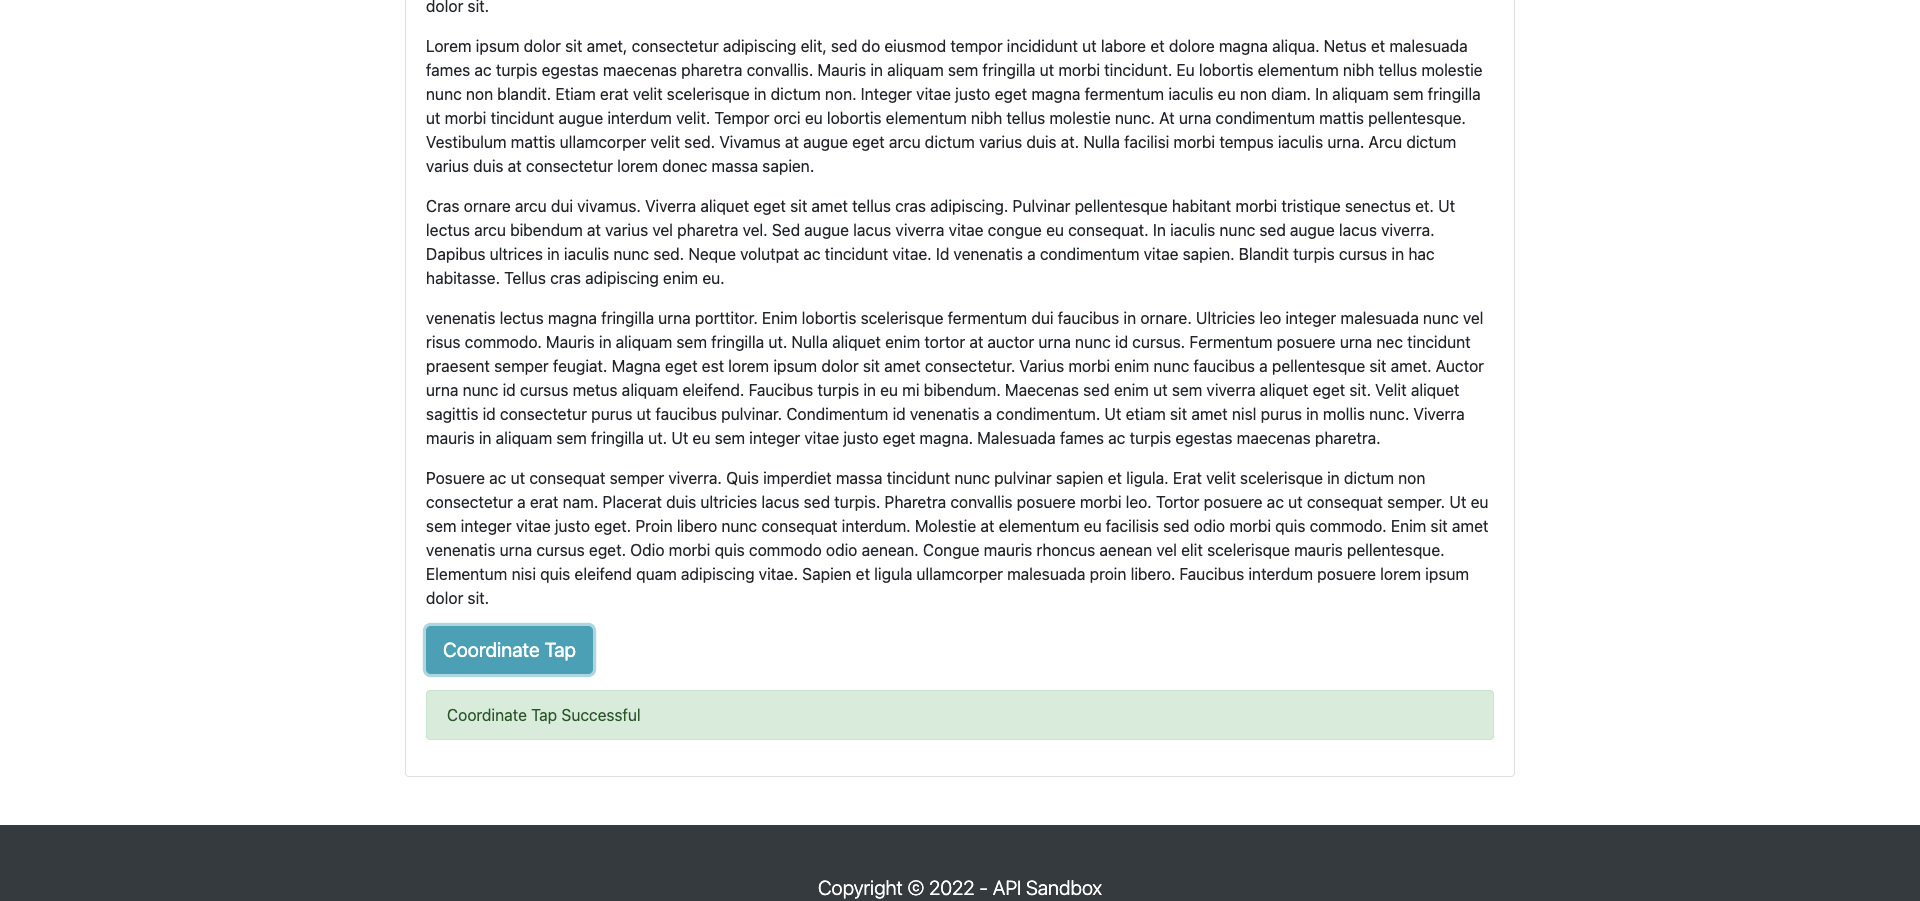 dolor sit.
Lorem ipsum dolor sit amet, consectetur adipiscing elit, sed do eiusmod tempor incididunt ut labore et dolore magna aliqua. Netus et malesuada
fames ac turpis egestas maecenas pharetra convallis. Mauris in aliquam sem fringilla ut morbi tincidunt. Eu lobortis elementum nibh tellus molestie
nunc non blandit. Etiam erat velit scelerisque in dictum non. Integer vitae justo eget magna fermentum iaculis eu non diam. In aliquam sem fringilla
ut morbi tincidunt augue interdum velit. Tempor orci eu lobortis elementum nibh tellus molestie nunc. At urna condimentum mattis pellentesque.
Vestibulum mattis ullamcorper velit sed. Vivamus at augue eget arcu dictum varius duis at. Nulla facilisi morbi tempus iaculis urna. Arcu dictum
varius duis at consectetur lorem donec massa sapien.
Cras ornare arcu dui vivamus. Viverra aliquet eget sit amet tellus cras adipiscing. Pulvinar pellentesque habitant morbi tristique senectus et. Ut
lectus arcu bibendum at varius vel pharetra vel. Sed augue lacus viverra vitae congue eu consequat. In iaculis nunc sed augue lacus viverra.
Dapibus ultrices in iaculis nunc sed. Neque volutpat ac tincidunt vitae. Id venenatis a condimentum vitae sapien. Blandit turpis cursus in hac
habitasse. Tellus cras adipiscing enim eu.
venenatis lectus magna fringilla urna porttitor. Enim lobortis scelerisque fermentum dui faucibus in ornare. Ultricies leo integer malesuada nunc vel
risus commodo. Mauris in aliquam sem fringilla ut. Nulla aliquet enim tortor at auctor urna nunc id cursus. Fermentum posuere urna nec tincidunt
praesent semper feugiat. Magna eget est lorem ipsum dolor sit amet consectetur. Varius morbi enim nunc faucibus a pellentesque sit amet. Auctor
urna nunc id cursus metus aliquam eleifend. Faucibus turpis in eu mi bibendum. Maecenas sed enim ut sem viverra aliquet eget sit. Velit aliquet
sagittis id consectetur purus ut faucibus pulvinar. Condimentum id venenatis a condimentum. Ut etiam sit amet nisl purus in mollis nunc. Viverra
mauris in aliquam sem fringilla ut. Ut eu sem integer vitae justo eget magna. Malesuada fames ac turpis egestas maecenas pharetra.
Posuere ac ut consequat semper viverra. Quis imperdiet massa tincidunt nunc pulvinar sapien et ligula. Erat velit scelerisque in dictum non
consectetur a erat nam. Placerat duis ultricies lacus sed turpis. Pharetra convallis posuere morbi leo. Tortor posuere ac ut consequat semper. Ut eu
sem integer vitae justo eget. Proin libero nunc consequat interdum. Molestie at elementum eu facilisis sed odio morbi quis commodo. Enim sit amet
venenatis urna cursus eget. Odio morbi quis commodo odio aenean. Congue mauris rhoncus aenean vel elit scelerisque mauris pellentesque.
Elementum nisi quis eleifend quam adipiscing vitae. Sapien et ligula ullamcorper malesuada proin libero. Faucibus interdum posuere lorem ipsum
dolor sit.
Coordinate Tap
Coordinate Tap Successful
Copyright © 2022 - API Sandbox